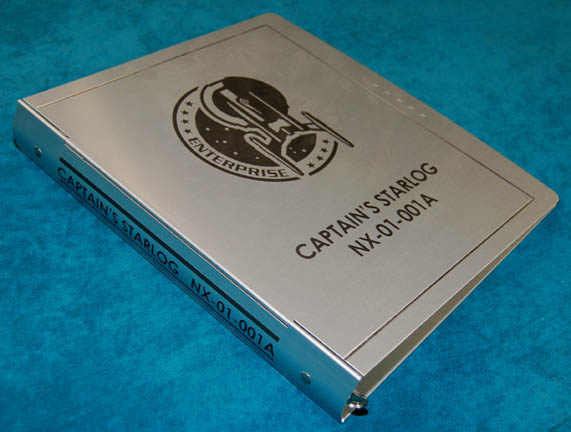 ENTERPRISE
CAPTAIN'S STARLOG
NX-01-001A
CAPTAIN'S STARLOG NX-01-001A